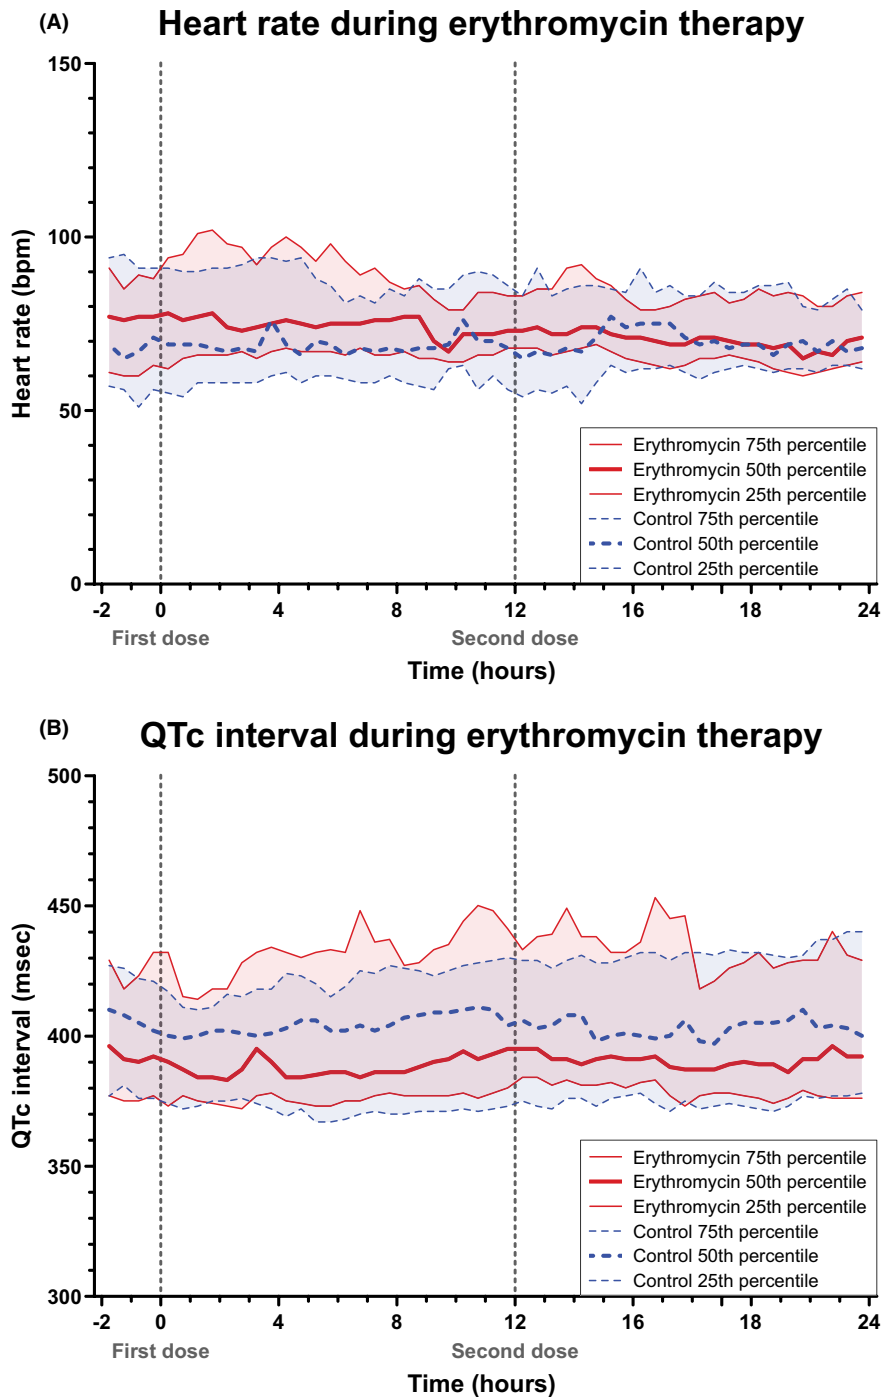 (A) Heart rate during erythromycin therapy
150
100
50
0
Heart rate (bpm)
Erythromycin 75th percentile
Erythromycin 50th percentile
Erythromycin 25th percentile
Control 75th percentile
Control 50th percentile
Control 25th percentile
-2 0 4 8 12 16 18 24
First dose Second dose
Time (hours)
(B) QTc interval during erythromycin therapy
500
450
400
350
300
QTc interval (msec)
Erythromycin 75th percentile
Erythromycin 50th percentile
Erythromycin 25th percentile
Control 75th percentile
Control 50th percentile
Control 25th percentile
-2 0 4 8 12 16 18 24
First dose Second dose
Time (hours)